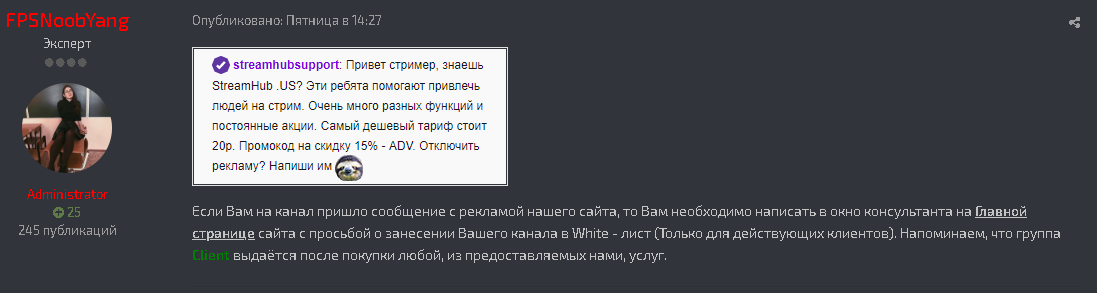 FPSNoobYang
Эксперт
Administrator
25
245 публикаций
Опубликовано: Пятница в 14:27
streamhubsupport: Привет стример, знаешь
StreamHub .US? Эти ребята помогают привлечь
людей на стрим. Очень много разных функций и
постоянные акции. Самый дешевый тариф стоит
20р. Промокод на скидку 15% - ADV. Отключить
рекламу? Напиши им
Если Вам на канал пришло сообщение с рекламой нашего сайта, то Вам необходимо написать в окно консультанта на Главной
странице сайта с просьбой о занесении Вашего канала в White - лист (Только для действующих клиентов). Напоминаем, что группа
Client выдаётся после покупки любой, из предоставляемых нами, услуг.